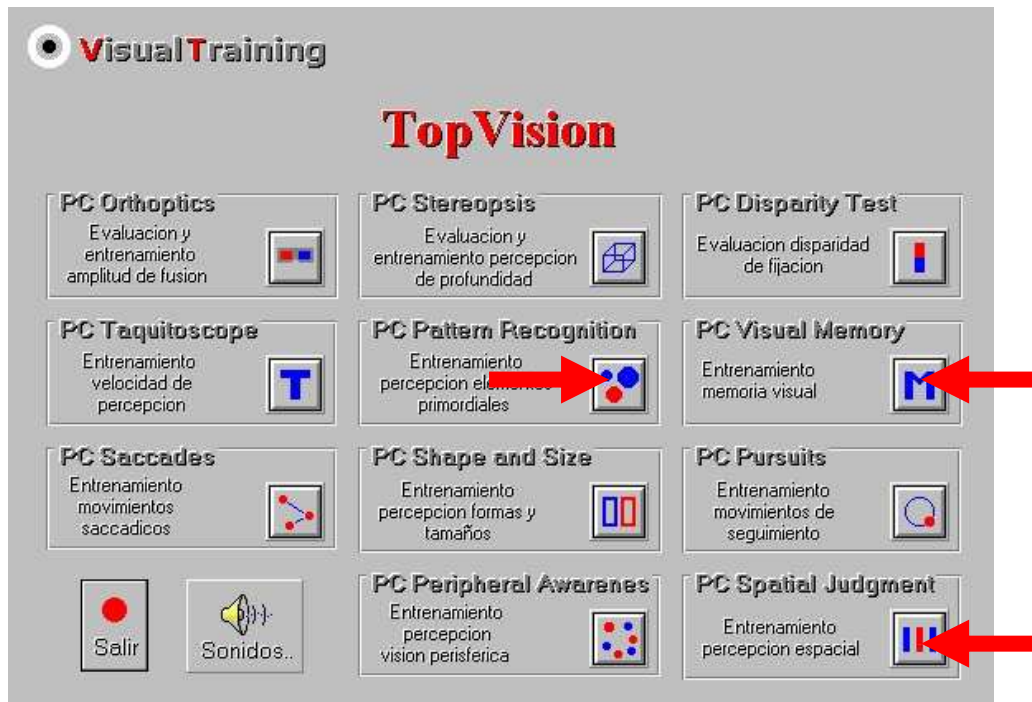 VisualTraining
TopVision
PC Orthoptics
Evaluacion y
entrenamiento
amplitud de fusion
PC Stereopsis
Evaluacion y
entrenamiento percepcion
de profundidad
PC Disparity Test
Evaluacion disparidad
de fijacion
PC Taquitoscope
Entrenamiento
velocidad de
percepcion
T
PC Pattern Recognition
Entrenamiento
percepcion elementos
primordiales
PC Visual Memory
Entrenamiento
memoria visual
M
PC Saccades
Entrenamiento
movimientos
saccadicos
PC Shape and Size
Entrenamiento
percepcion formas y
tamaños
PC Pursuits
Entrenamiento
movimientos de
seguimiento
Salir
Sonidos..
PC Peripheral Awarenes
Entrenamiento
percepcion
vision perisferica
PC Spatial Judgment
Entrenamiento
percepcion espacial